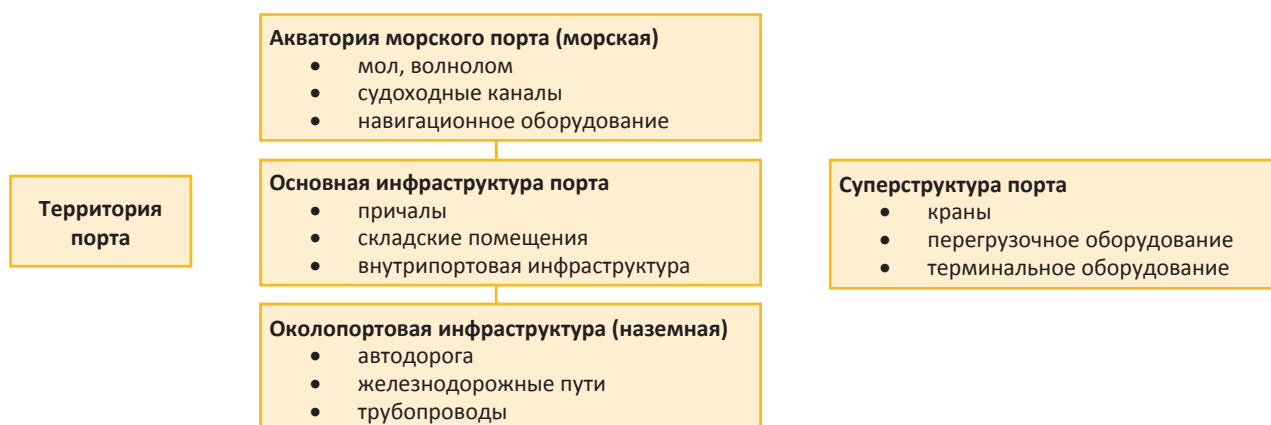 Акватория морского порта (морская)
• мол, волнолом
• судоходные каналы
• навигационное оборудование
Территория
порта
Основная инфраструктура порта
• причалы
• складские помещения
• внутрипортовая инфраструктура
Суперструктура порта
• краны
• перегрузочное оборудование
• терминальное оборудование
Околопортовая инфраструктура (наземная)
• автодорога
• железнодорожные пути
• трубопроводы